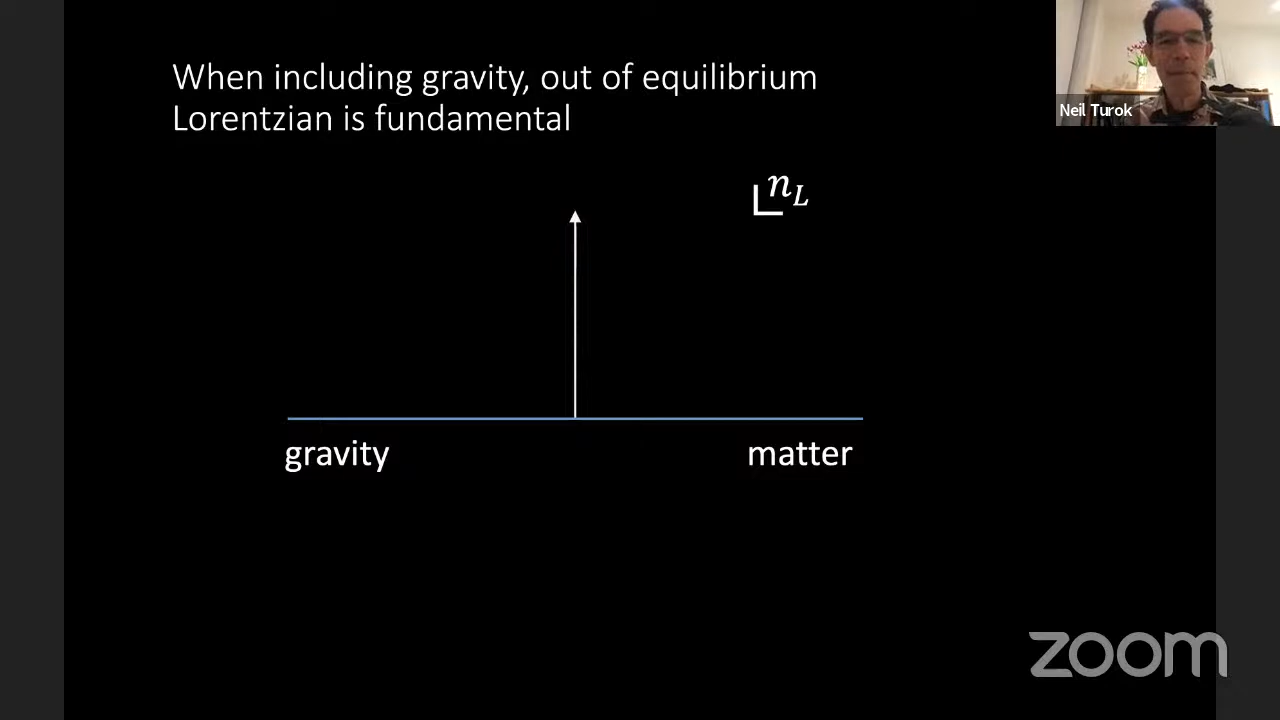 When including gravity, out of equilibrium
Lorentzian is fundamental
Neil Turok
n_L
gravity
matter
zoom